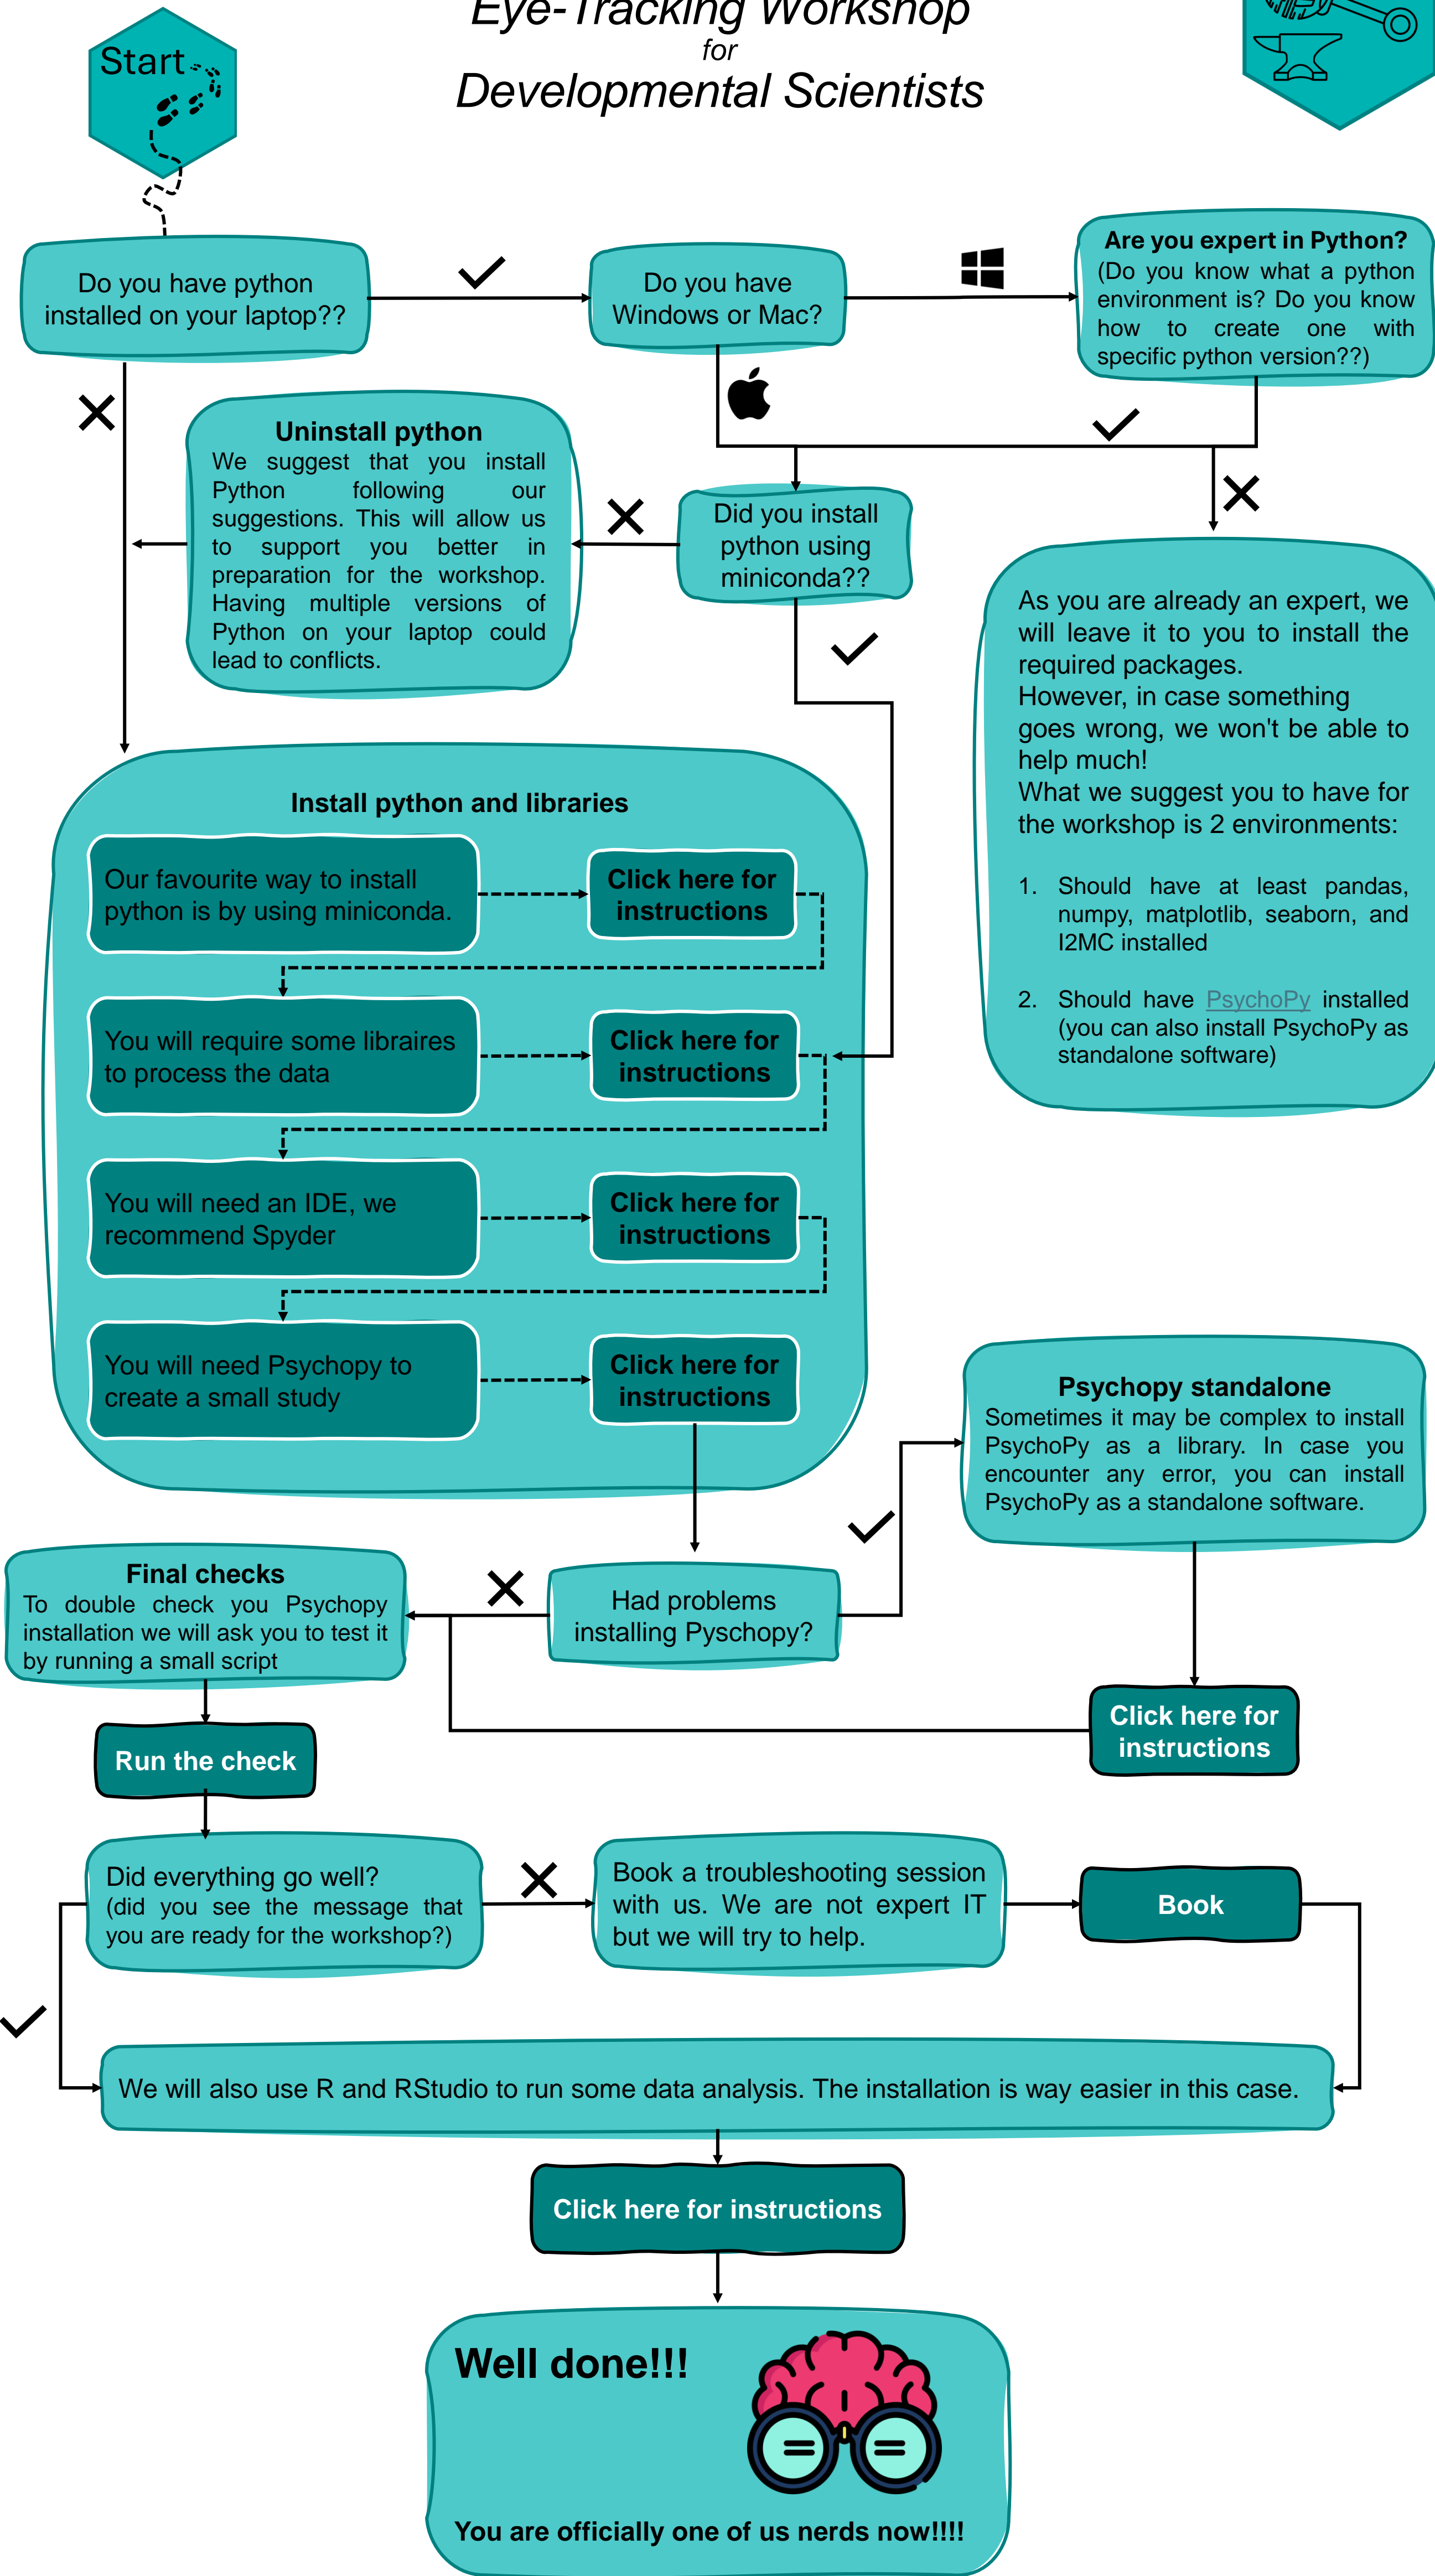 Eye-Tracking Workshop
for
Developmental Scientists
Start
Do you have python
installed on your laptop??
Do you have
Windows or Mac?
Are you expert in Python?
(Do you know what a python
environment is? Do you know
how to create one with
specific python version??)
Uninstall python
We suggest that you install
Python following our
suggestions. This will allow us
to support you better in
preparation for the workshop.
Having multiple versions of
Python on your laptop could
lead to conflicts.
Did you install
python using
miniconda??
As you are already an expert, we
will leave it to you to install the
required packages.
However, in case something
goes wrong, we won't be able to
help much!
What we suggest you to have for
the workshop is 2 environments:
1. Should have at least pandas,
numpy, matplotlib, seaborn, and
I2MC installed
2. Should have PsychoPy installed
(you can also install PsychoPy as
standalone software)
Install python and libraries
Our favourite way to install
python is by using miniconda.
Click here for
instructions
You will require some libraires
to process the data
Click here for
instructions
You will need an IDE, we
recommend Spyder
Click here for
instructions
You will need Psychopy to
create a small study
Click here for
instructions
Psychopy standalone
Sometimes it may be complex to install
PsychoPy as a library. In case you
encounter any error, you can install
PsychoPy as a standalone software.
Final checks
To double check you Psychopy
installation we will ask you to test it
by running a small script
Had problems
installing Pyschopy?
Click here for
instructions
Run the check
Did everything go well?
(did you see the message that
you are ready for the workshop?)
Book a troubleshooting session
with us. We are not expert IT
but we will try to help.
Book
We will also use R and RStudio to run some data analysis. The installation is way easier in this case.
Click here for instructions
Well done!!!
You are officially one of us nerds now!!!!